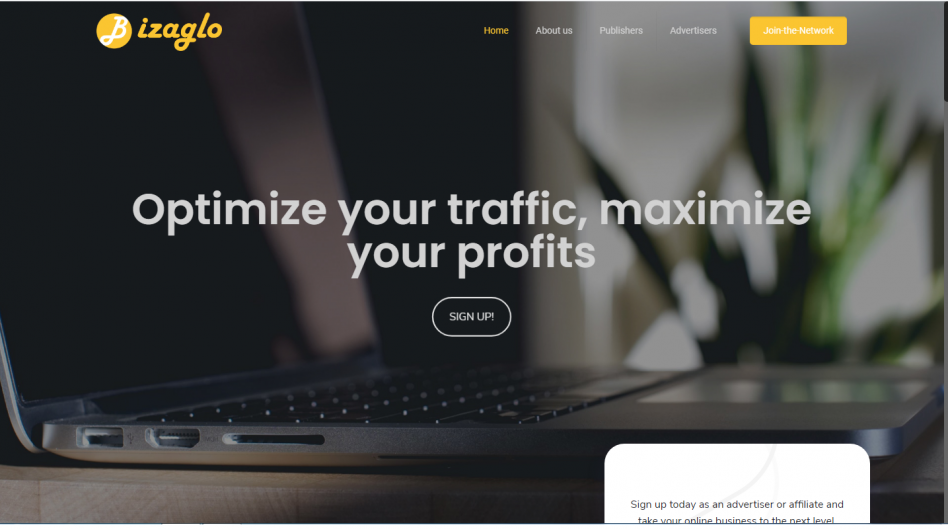 Bizaglo
Home
About us
Publishers
Advertisers
Join-the-Network
Optimize your traffic, maximize
your profits
SIGN UP!
Sign up today as an advertiser or affiliate and
take your online business to the next level